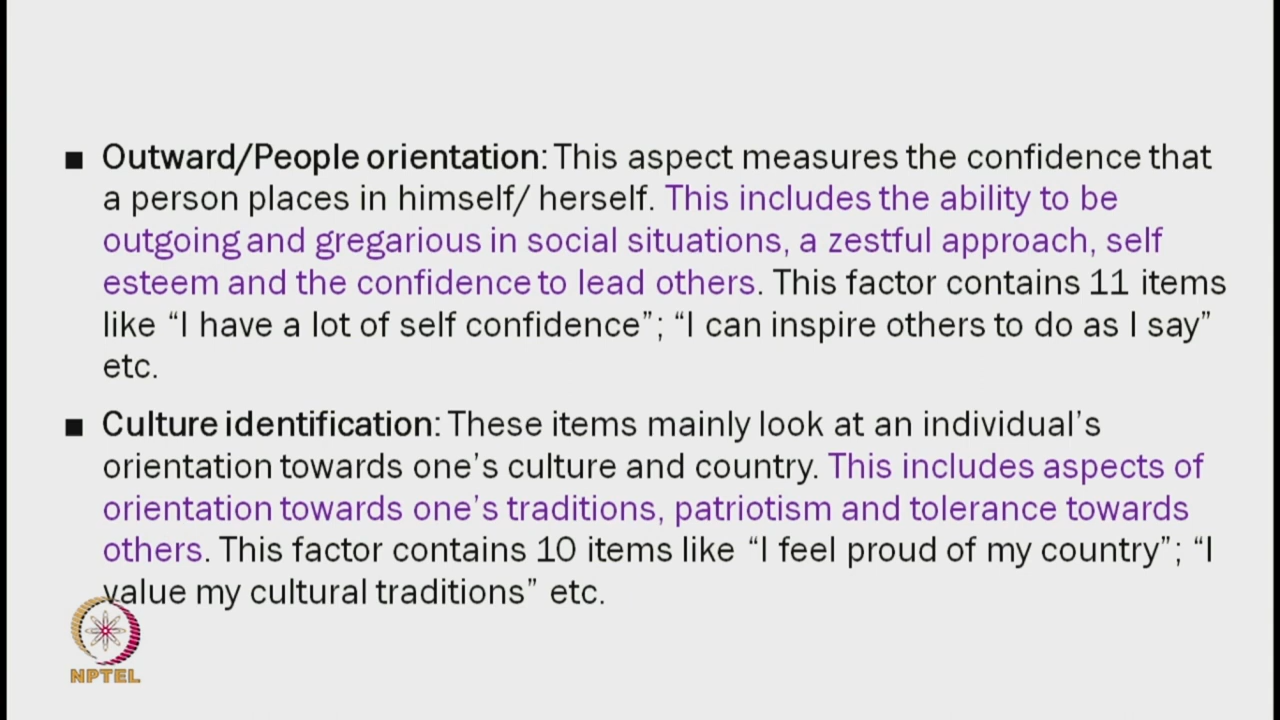 ■ Outward/People orientation: This aspect measures the confidence that
a person places in himself/ herself. This includes the ability to be
outgoing and gregarious in social situations, a zestful approach, self
esteem and the confidence to lead others. This factor contains 11 items
like “I have a lot of self confidence”; “I can inspire others to do as I say”
etc.
■ Culture identification: These items mainly look at an individual’s
orientation towards one’s culture and country. This includes aspects of
orientation towards one’s traditions, patriotism and tolerance towards
others. This factor contains 10 items like “I feel proud of my country”; “I
value my cultural traditions” etc.
NPTEL